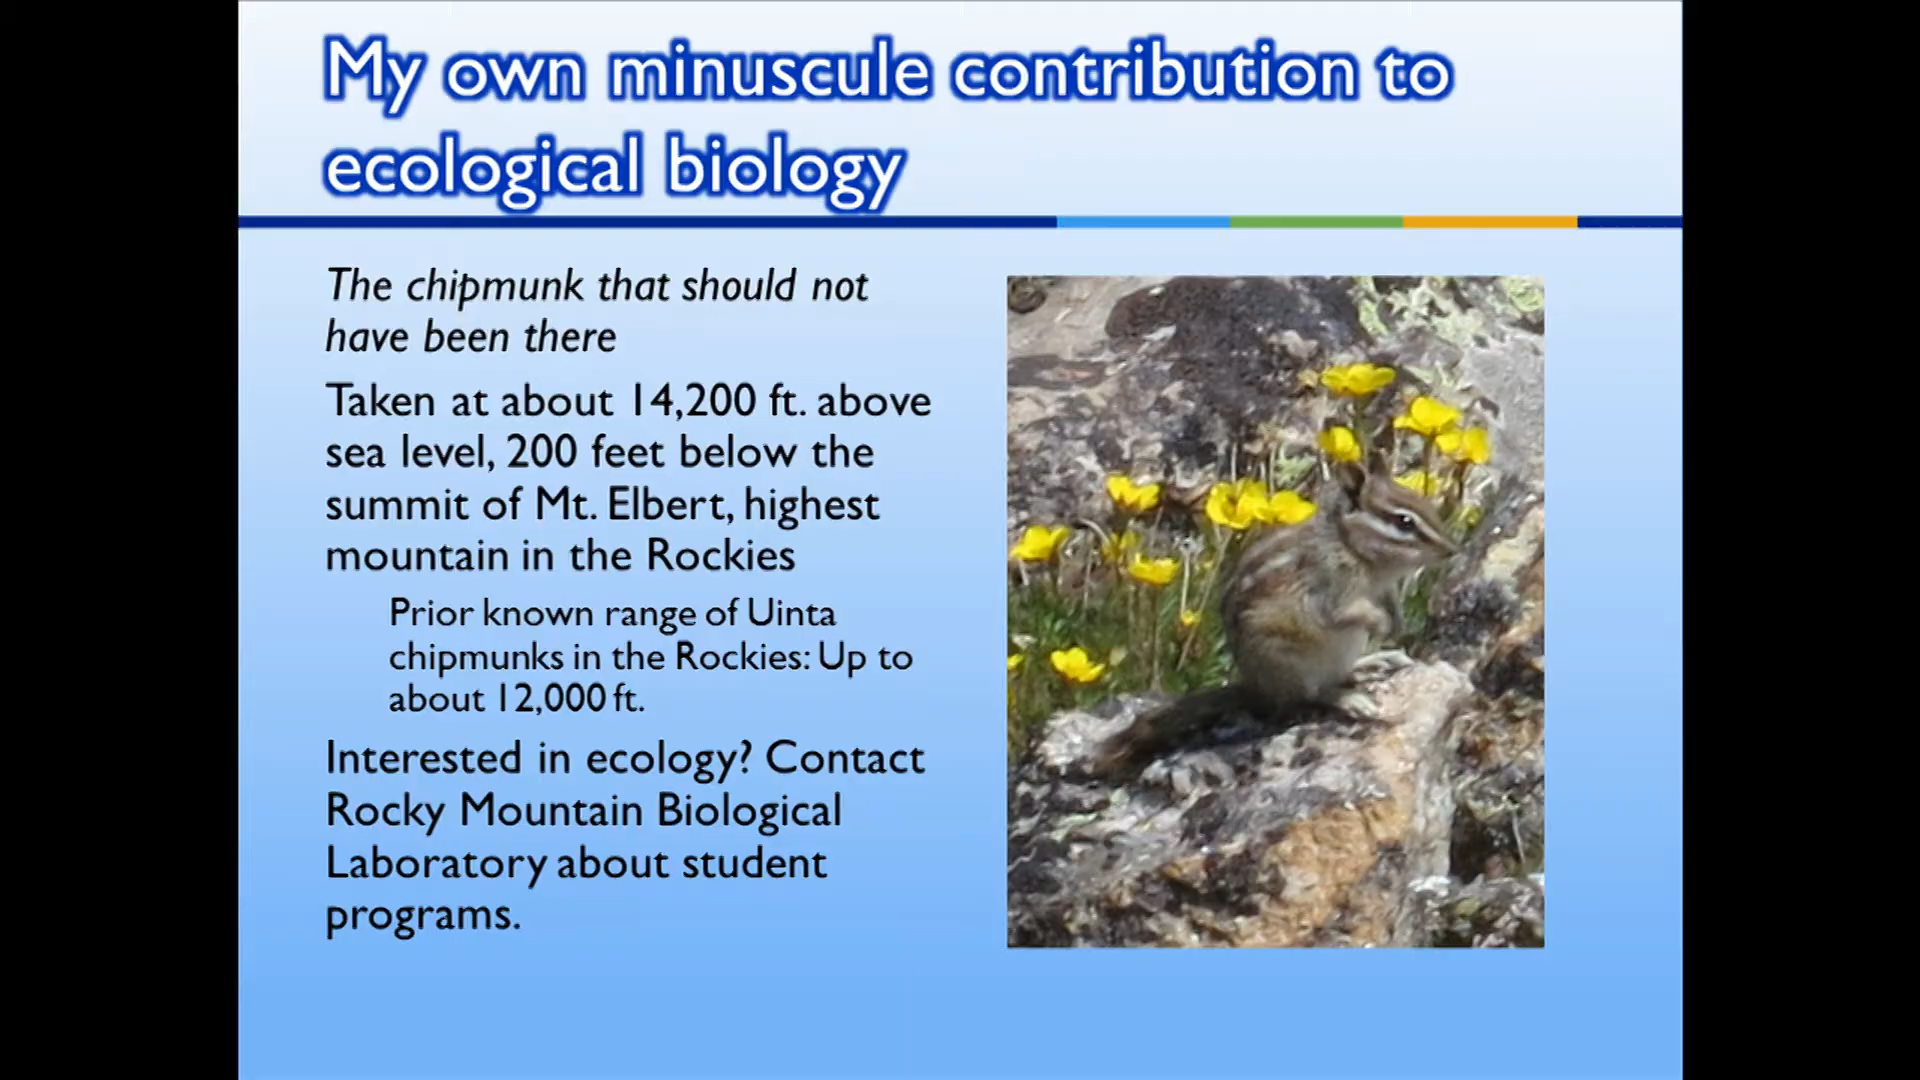 My own minuscule contribution to
ecological biology
The chipmunk that should not
have been there
Taken at about 14,200 ft. above
sea level, 200 feet below the
summit of Mt. Elbert, highest
mountain in the Rockies
Prior known range of Uinta
chipmunks in the Rockies: Up to
about 12,000 ft.
Interested in ecology? Contact
Rocky Mountain Biological
Laboratory about student
programs.